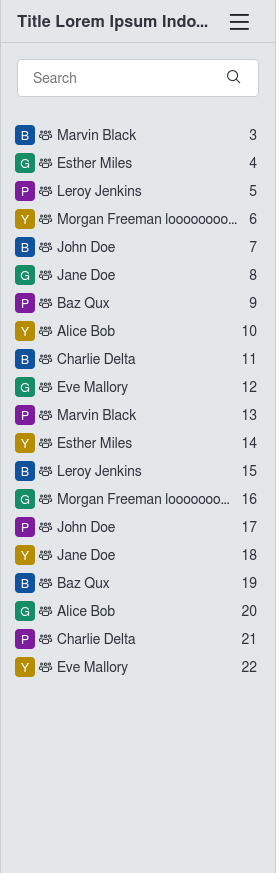 Title Lorem Ipsum Indo...
Search
B Marvin Black 3
G Esther Miles 4
P Leroy Jenkins 5
Y Morgan Freeman loooooooo... 6
B John Doe 7
G Jane Doe 8
P Baz Qux 9
Y Alice Bob 10
B Charlie Delta 11
G Eve Mallory 12
P Marvin Black 13
Y Esther Miles 14
B Leroy Jenkins 15
G Morgan Freeman looooooo... 16
P John Doe 17
Y Jane Doe 18
B Baz Qux 19
G Alice Bob 20
P Charlie Delta 21
Y Eve Mallory 22